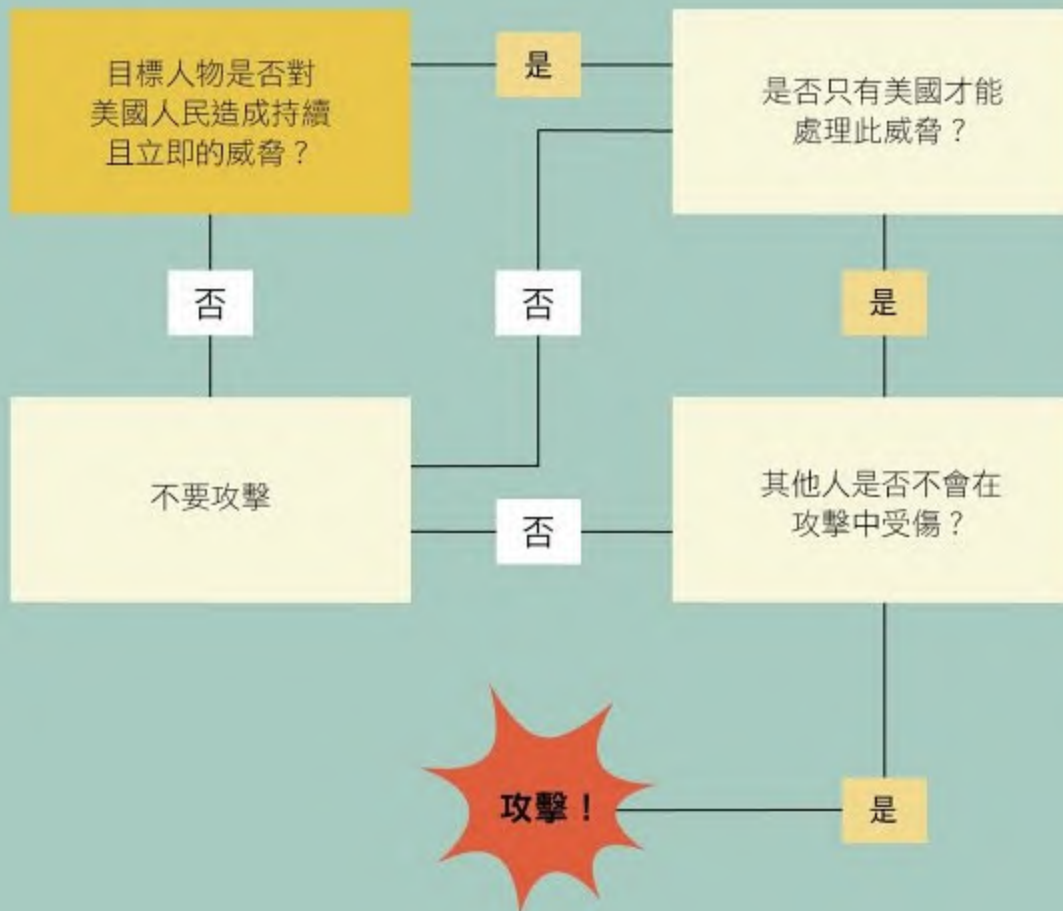 目標人物是否對
美國人民造成持續
且立即的威脅？
是
是否只有美國才能
處理此威脅？
否
否
是
不要攻擊
否
其他人是否不會在
攻擊中受傷？
攻擊！
是